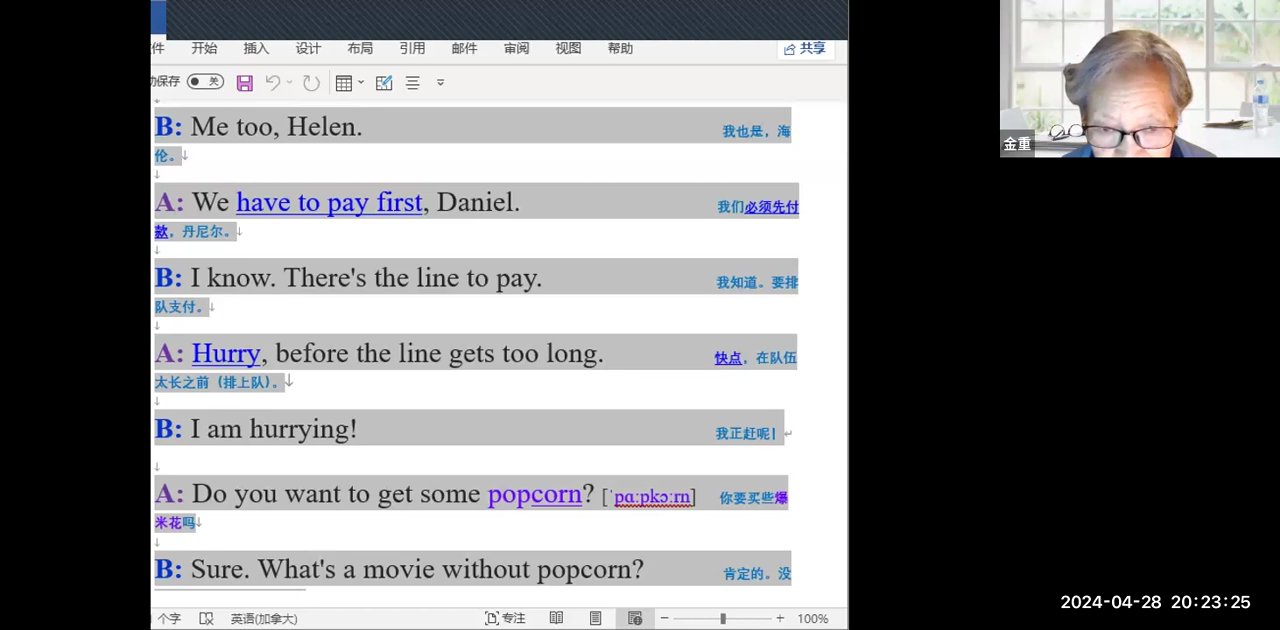 件 开始 插入 设计 布局 引用 邮件 审阅 视图 帮助 共享
动保存 关
B: Me too, Helen. 我也是，海
伦。
A: We have to pay first, Daniel. 我们必须先付
款，丹尼尔。
B: I know. There's the line to pay. 我知道。要排
队支付。
A: Hurry, before the line gets too long. 快点，在队伍
太长之前（排上队）。
B: I am hurrying! 我正赶呢！
A: Do you want to get some popcorn? [ˈpɑːpkɔːrn] 你要买些爆
米花吗
B: Sure. What's a movie without popcorn? 肯定的。没
个字 英语(加拿大) 专注 100%
金重
2024-04-28 20:23:25